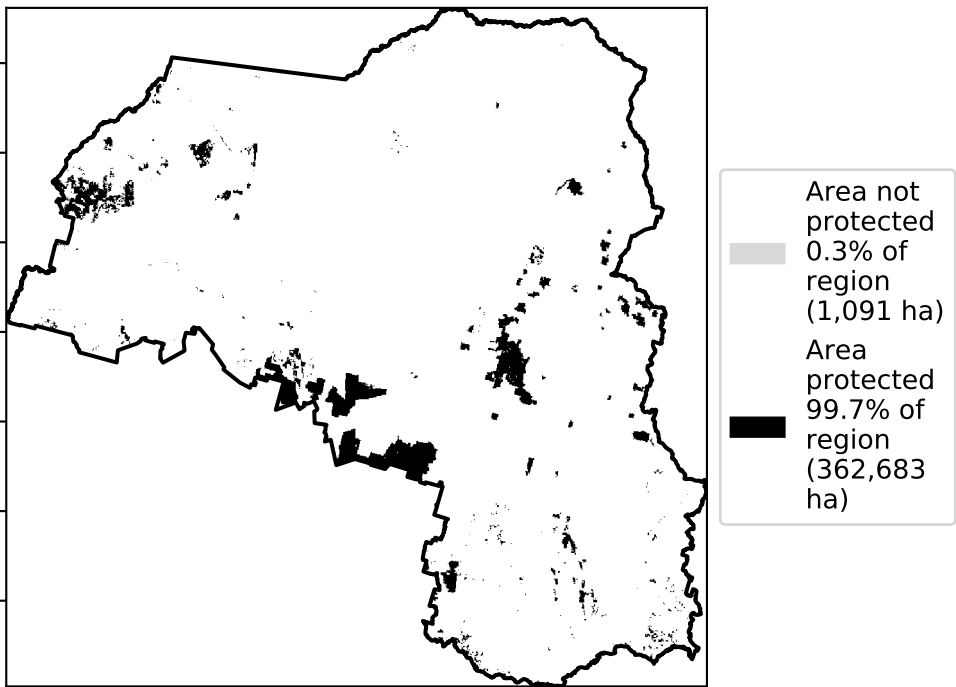 Area not
protected
0.3% of
region
(1,091 ha)
Area
protected
99.7% of
region
(362,683
ha)